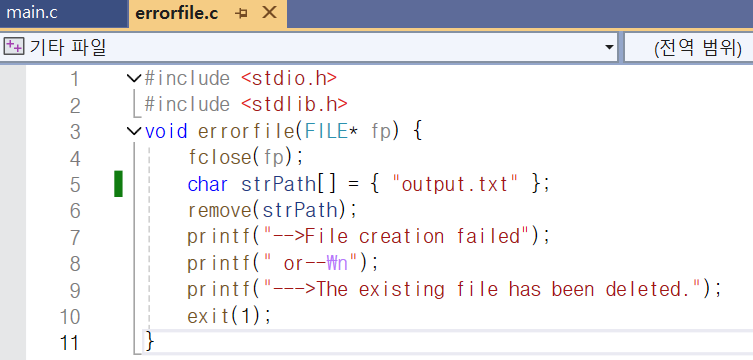 main.c errorfile.c
기타 파일 (전역 범위)
1 #include <stdio.h>
2 #include <stdlib.h>
3 void errorfile(FILE* fp) {
4 fclose(fp);
5 char strPath[] = { "output.txt" };
6 remove(strPath);
7 printf("-->File creation failed");
8 printf(" or--₩n");
9 printf("--->The existing file has been deleted.");
10 exit(1);
11 }